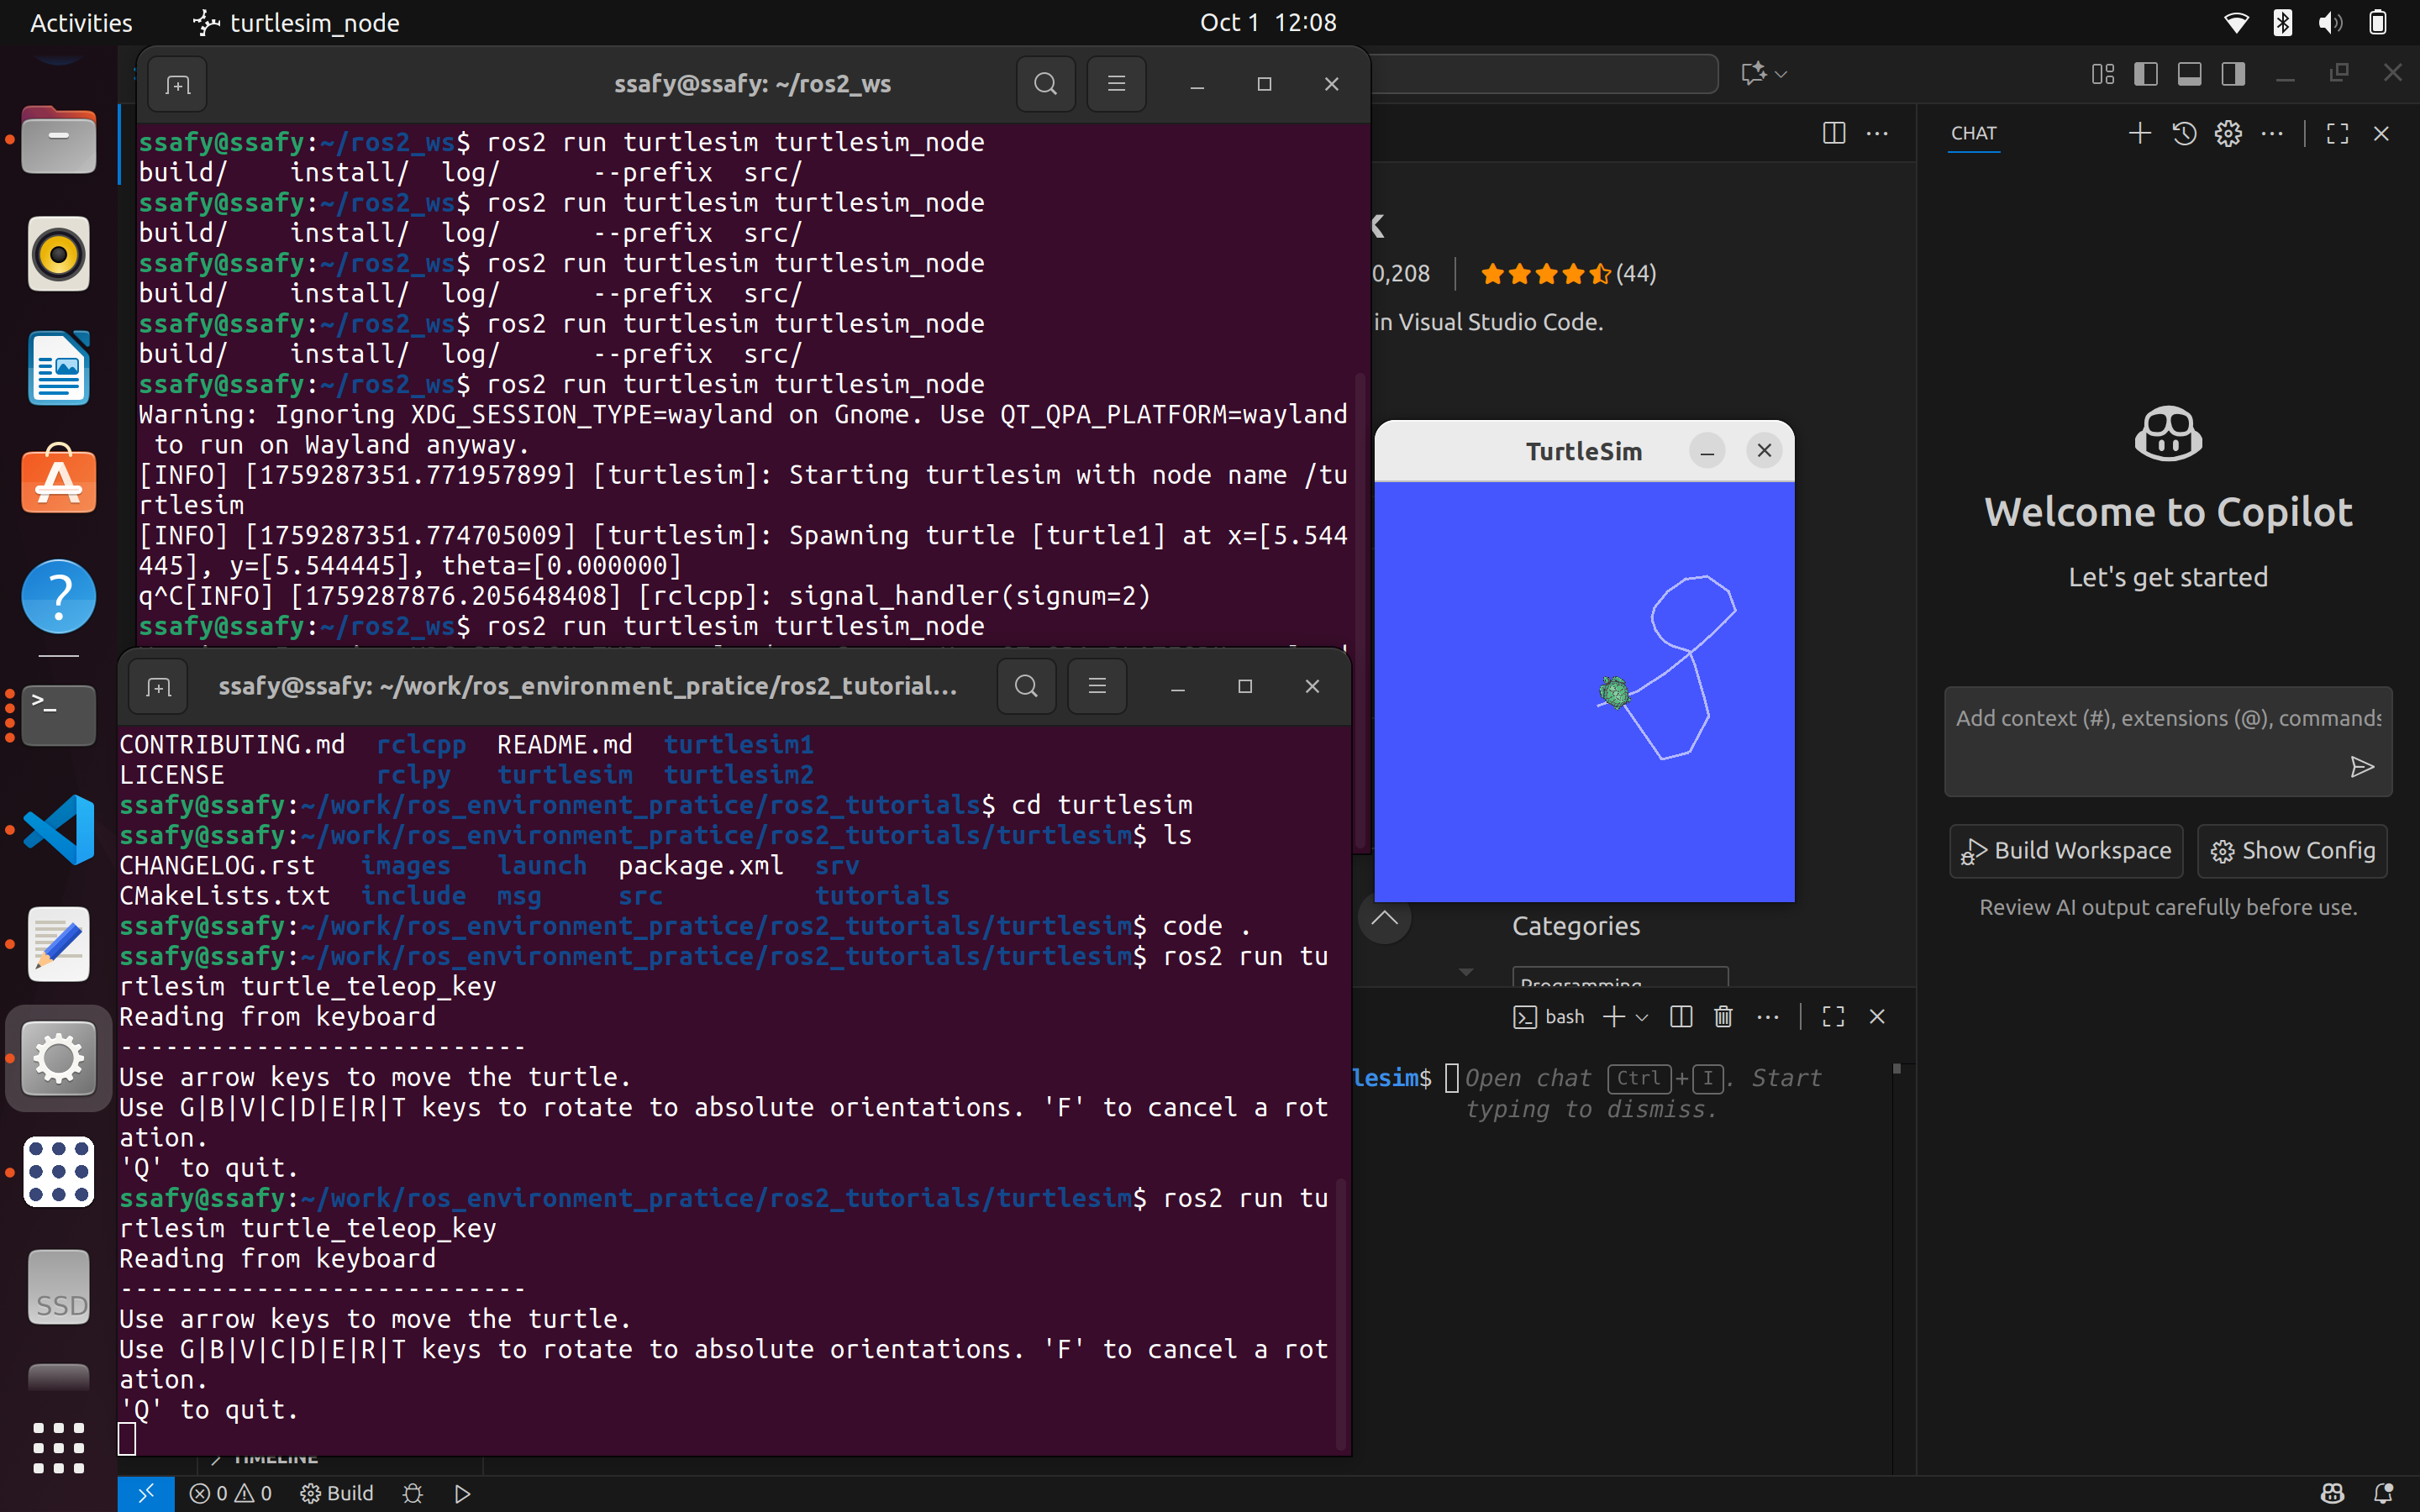 Activities
turtlesim_node
Oct 1 12:08
ssafy@ssafy: ~/ros2_ws
ssafy@ssafy:~/ros2_ws$ ros2 run turtlesim turtlesim_node
build/ install/ log/ --prefix src/
ssafy@ssafy:~/ros2_ws$ ros2 run turtlesim turtlesim_node
build/ install/ log/ --prefix src/
ssafy@ssafy:~/ros2_ws$ ros2 run turtlesim turtlesim_node
build/ install/ log/ --prefix src/
ssafy@ssafy:~/ros2_ws$ ros2 run turtlesim turtlesim_node
build/ install/ log/ --prefix src/
ssafy@ssafy:~/ros2_ws$ ros2 run turtlesim turtlesim_node
Warning: Ignoring XDG_SESSION_TYPE=wayland on Gnome. Use QT_QPA_PLATFORM=wayland
to run on Wayland anyway.
[INFO] [1759287351.771957899] [turtlesim]: Starting turtlesim with node name /tu
rtlesim
[INFO] [1759287351.774705009] [turtlesim]: Spawning turtle [turtle1] at x=[5.544
445], y=[5.544445], theta=[0.000000]
q^C[INFO] [1759287876.205648408] [rclcpp]: signal_handler(signum=2)
ssafy@ssafy:~/ros2_ws$ ros2 run turtlesim turtlesim_node
ssafy@ssafy: ~/work/ros_environment_pratice/ros2_tutorial...
CONTRIBUTING.md rclcpp README.md turtlesim1
LICENSE rclpy turtlesim turtlesim2
ssafy@ssafy:~/work/ros_environment_pratice/ros2_tutorials$ cd turtlesim
ssafy@ssafy:~/work/ros_environment_pratice/ros2_tutorials/turtlesim$ ls
CHANGELOG.rst images launch package.xml srv
CMakeLists.txt include msg src tutorials
ssafy@ssafy:~/work/ros_environment_pratice/ros2_tutorials/turtlesim$ code .
ssafy@ssafy:~/work/ros_environment_pratice/ros2_tutorials/turtlesim$ ros2 run tu
rtlesim turtle_teleop_key
Reading from keyboard
---------------------------
Use arrow keys to move the turtle.
Use G|B|V|C|D|E|R|T keys to rotate to absolute orientations. 'F' to cancel a rot
ation.
'Q' to quit.
ssafy@ssafy:~/work/ros_environment_pratice/ros2_tutorials/turtlesim$ ros2 run tu
rtlesim turtle_teleop_key
Reading from keyboard
---------------------------
Use arrow keys to move the turtle.
Use G|B|V|C|D|E|R|T keys to rotate to absolute orientations. 'F' to cancel a rot
ation.
'Q' to quit.
TIMELINE
0 0 Build
SSD
k
0,208 (44)
in Visual Studio Code.
TurtleSim
Categories
Programming
bash
lesim$ Open chat Ctrl+I. Start
typing to dismiss.
CHAT
Welcome to Copilot
Let's get started
Add context (#), extensions (@), commands
Build Workspace Show Config
Review AI output carefully before use.